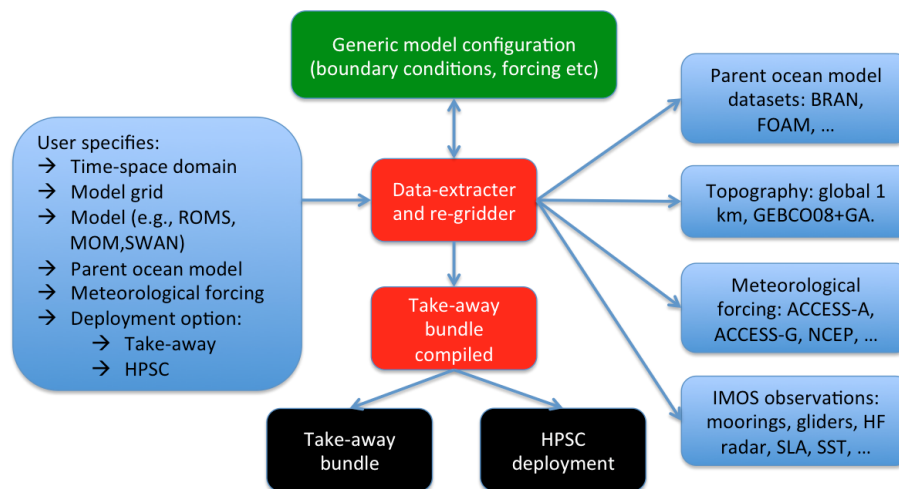 Generic model configuration
(boundary conditions, forcing etc)
User specifies:
→ Time-space domain
→ Model grid
→ Model (e.g., ROMS,
MOM,SWAN)
→ Parent ocean model
→ Meteorological forcing
→ Deployment option:
→ Take-away
→ HPSC
Data-extracter
and re-gridder
Take-away
bundle
compiled
Take-away
bundle
HPSC
deployment
Parent ocean model
datasets: BRAN,
FOAM, ...
Topography: global 1
km, GEBCO08+GA.
Meteorological
forcing: ACCESS-A,
ACCESS-G, NCEP, ...
IMOS observations:
moorings, gliders, HF
radar, SLA, SST, ...